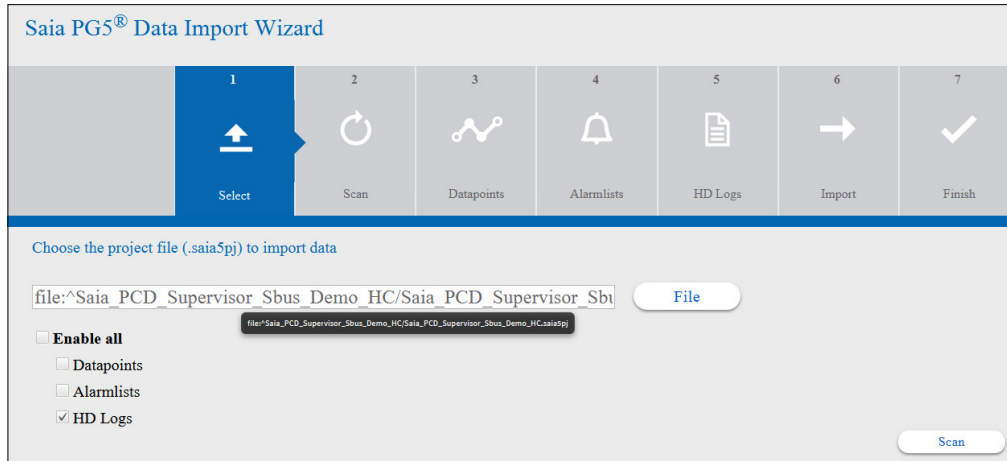 Saia PG5® Data Import Wizard
1 2 3 4 5 6 7
Select Scan Datapoints Alarmlists HD Logs Import Finish
Choose the project file (.saia5pj) to import data
file:^Saia_PCD_Supervisor_Sbus_Demo_HC/Saia_PCD_Supervisor_Sbu File
file:^Saia_PCD_Supervisor_Sbus_Demo_HC/Saia_PCD_Supervisor_Sbus_Demo_HC.saia5pj
Enable all
Datapoints
Alarmlists
HD Logs
Scan